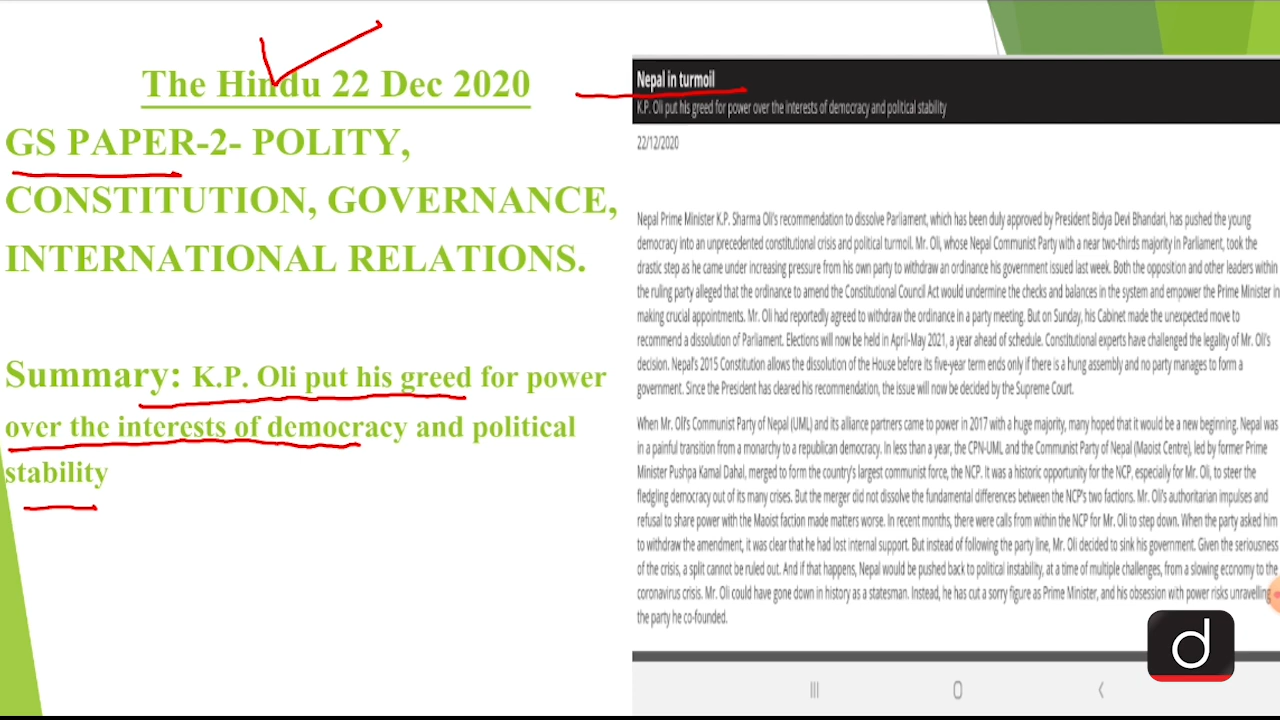 The Hindu 22 Dec 2020
GS PAPER-2- POLITY,
CONSTITUTION, GOVERNANCE,
INTERNATIONAL RELATIONS.
Summary: K.P. Oli put his greed for power
over the interests of democracy and political
stability
Nepal in turmoil
K.P. Oli put his greed for power over the interests of democracy and political stability
22/12/2020
Nepal Prime Minister K.P. Sharma Oli's recommendation to dissolve Parliament, which has been duly approved by President Bidya Devi Bhandari, has pushed the young
democracy into an unprecedented constitutional crisis and political turmoil. Mr. Oli, whose Nepal Communist Party with a near two-thirds majority in Parliament, took the
drastic step as he came under increasing pressure from his own party to withdraw an ordinance his government issued last week. Both the opposition and other leaders within
the ruling party alleged that the ordinance to amend the Constitutional Council Act would undermine the checks and balances in the system and empower the Prime Minister in
making crucial appointments. Mr. Oli had reportedly agreed to withdraw the ordinance in a party meeting. But on Sunday, his Cabinet made the unexpected move to
recommend a dissolution of Parliament. Elections will now be held in April-May 2021, a year ahead of schedule. Constitutional experts have challenged the legality of Mr. Oli's
decision. Nepal's 2015 Constitution allows the dissolution of the House before its five-year term ends only if there is a hung assembly and no party manages to form a
government. Since the President has cleared his recommendation, the issue will now be decided by the Supreme Court.
When Mr. Oli's Communist Party of Nepal (UML) and its alliance partners came to power in 2017 with a huge majority, many hoped that it would be a new beginning. Nepal was
in a painful transition from a monarchy to a republican democracy. In less than a year, the CPN-UML and the Communist Party of Nepal (Maoist Centre), led by former Prime
Minister Pushpa Kamal Dahal, merged to form the country's largest communist force, the NCP. It was a historic opportunity for the NCP, especially for Mr. Oli, to steer the
fledgling democracy out of its many crises. But the merger did not dissolve the fundamental differences between the NCP's two factions. Mr. Oli's authoritarian impulses and
refusal to share power with the Maoist faction made matters worse. In recent months, there were calls from within the NCP for Mr. Oli to step down. When the party asked him
to withdraw the amendment, it was clear that he had lost internal support. But instead of following the party line, Mr. Oli decided to sink his government. Given the seriousness
of the crisis, a split cannot be ruled out. And if that happens, Nepal would be pushed back to political instability, at a time of multiple challenges, from a slowing economy to the
coronavirus crisis. Mr. Oli could have gone down in history as a statesman. Instead, he has cut a sorry figure as Prime Minister, and his obsession with power risks unravelling
the party he co-founded.
d